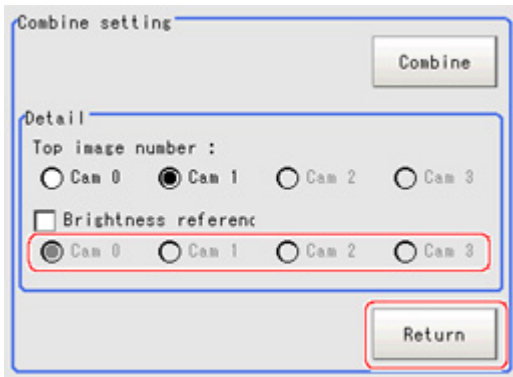 Combine setting
Combine
Detail
Top image number :
Cam 0 Cam 1 Cam 2 Cam 3
Brightness referenc
Cam 0 Cam 1 Cam 2 Cam 3
Return